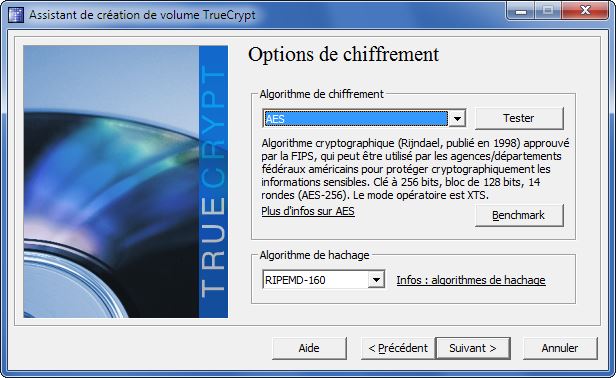 Assistant de création de volume TrueCrypt
TRUECRYPT
Options de chiffrement
Algorithme de chiffrement
AES
Tester
Algorithme cryptographique (Rijndael, publié en 1998) approuvé
par la FIPS, qui peut être utilisé par les agences/départements
fédéraux américains pour protéger cryptographiquement les
informations sensibles. Clé à 256 bits, bloc de 128 bits, 14
rondes (AES-256). Le mode opératoire est XTS.
Plus d'infos sur AES
Benchmark
Algorithme de hachage
RIPEMD-160
Infos : algorithmes de hachage
Aide
< Précédent
Suivant >
Annuler